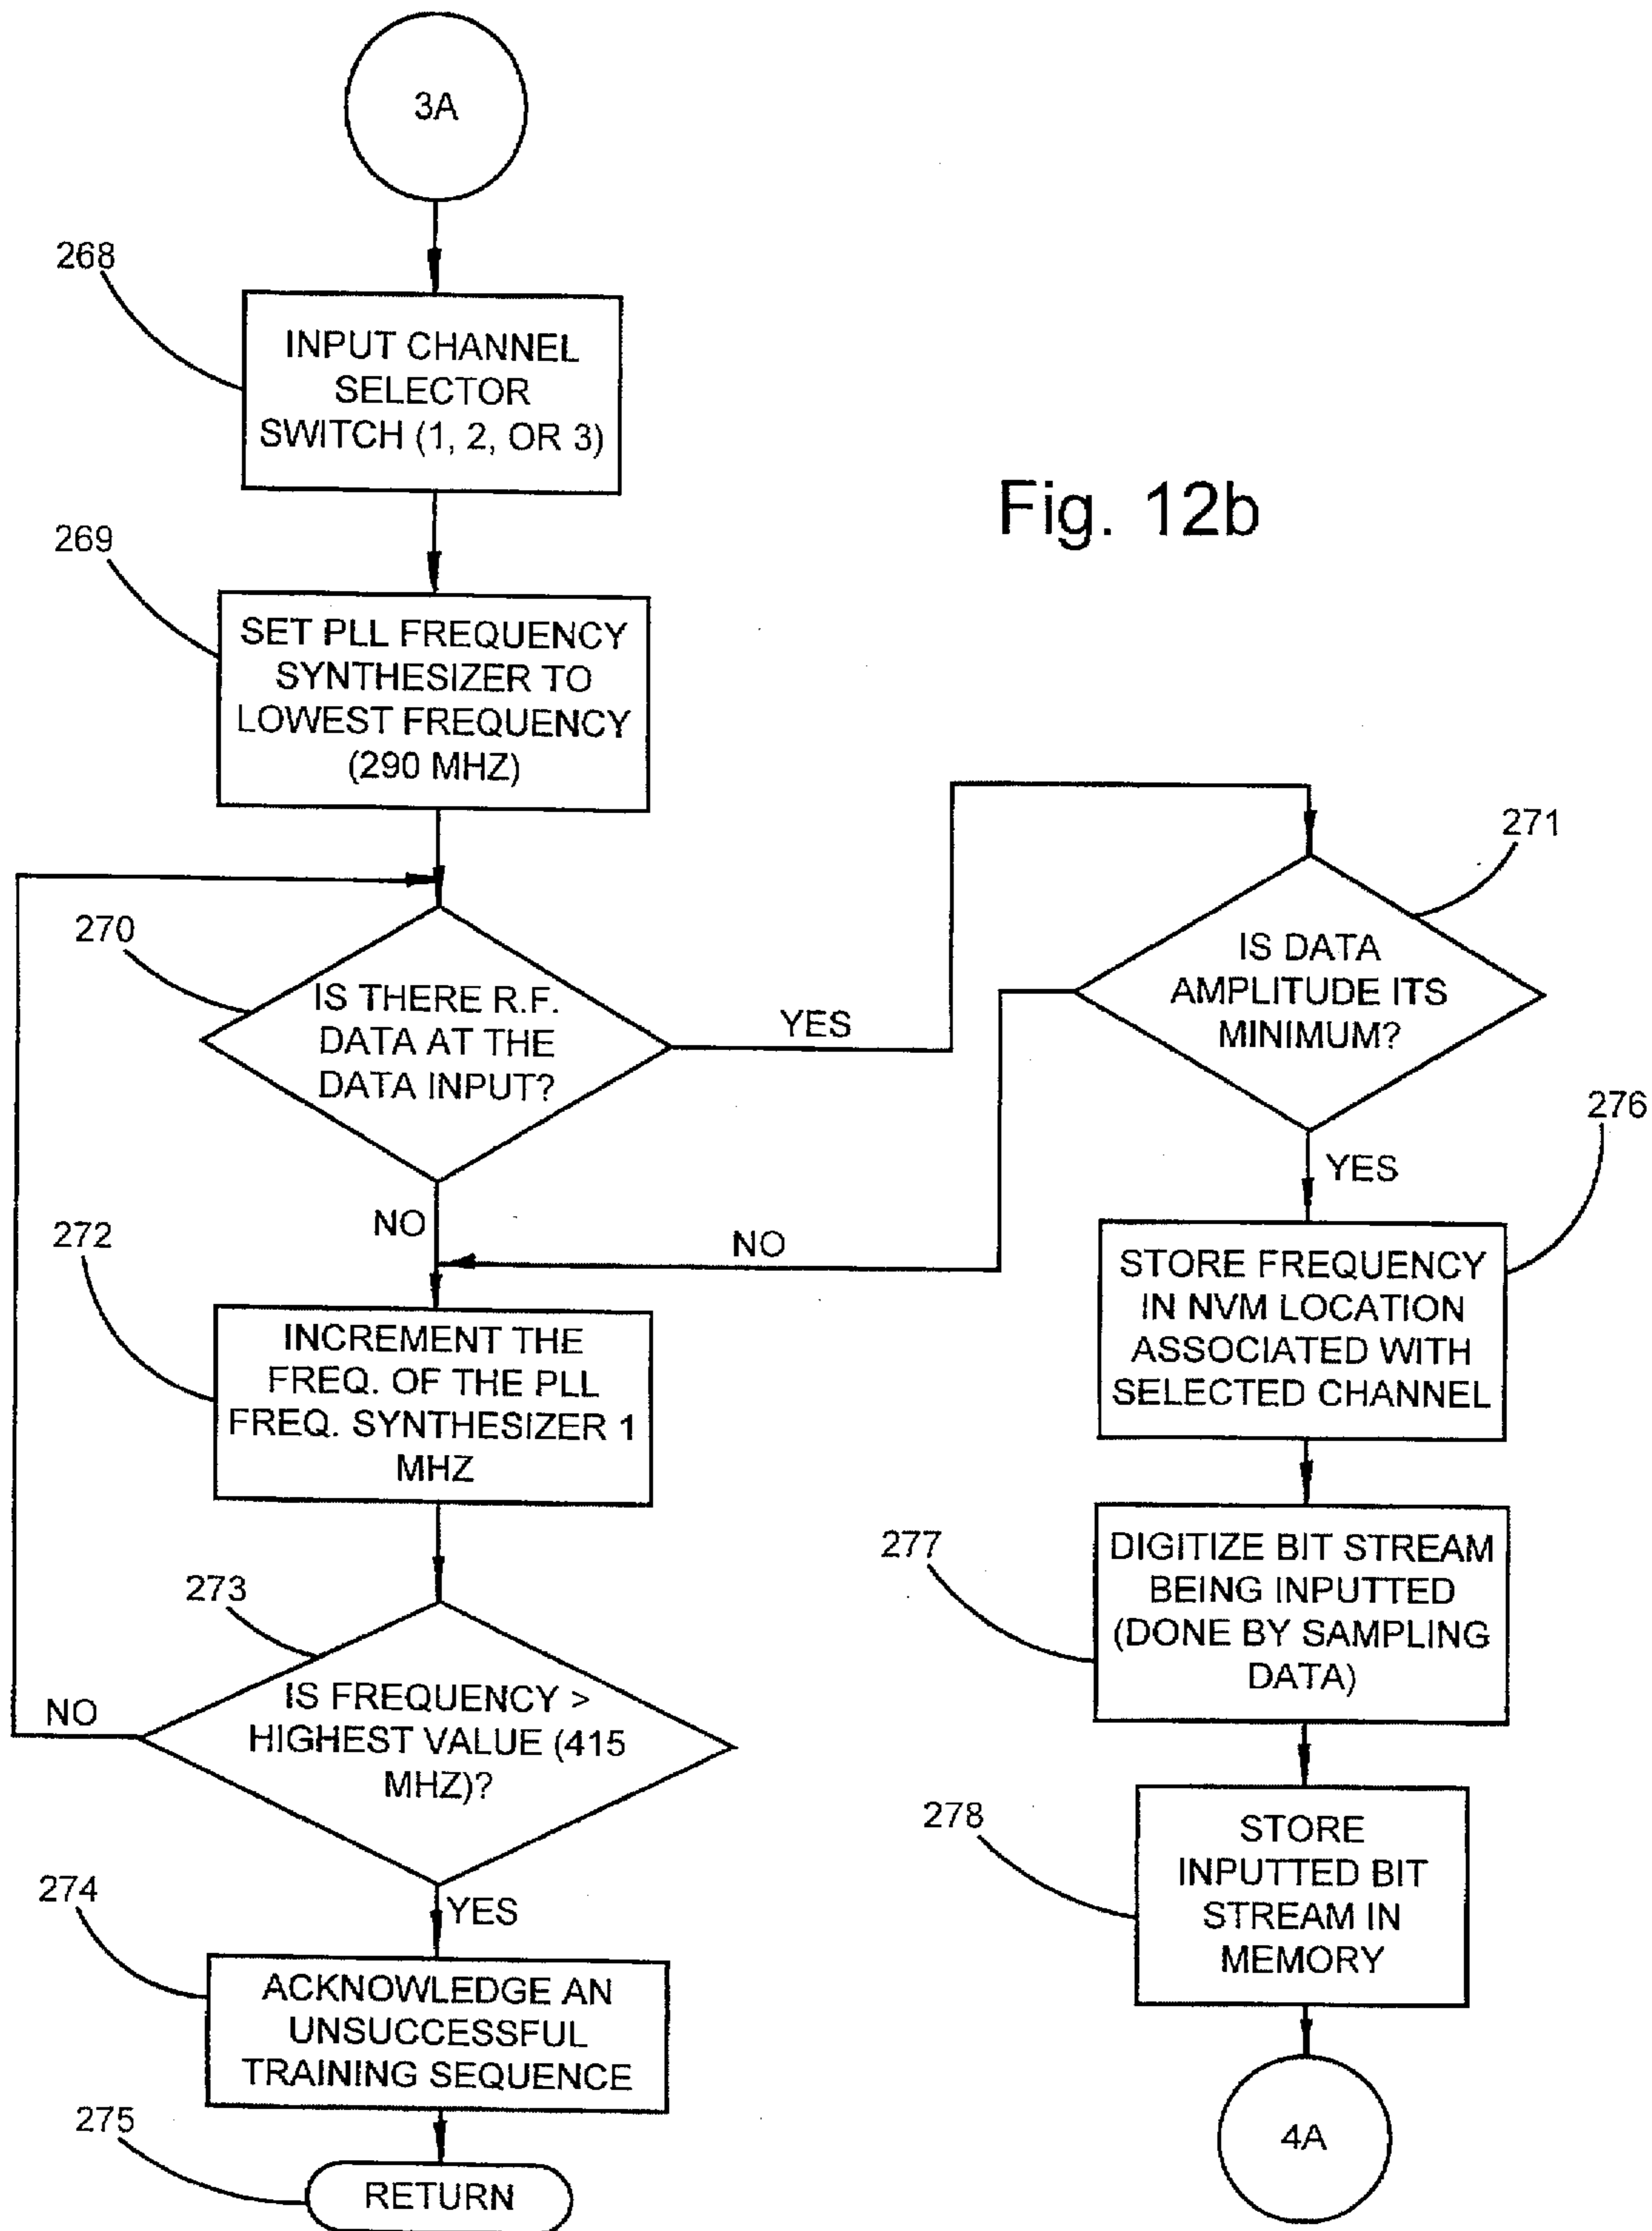 3A
268
INPUT CHANNEL
SELECTOR
SWITCH (1, 2, OR 3)
Fig. 12b
269
SET PLL FREQUENCY
SYNTHESIZER TO
LOWEST FREQUENCY
(290 MHZ)
270
IS THERE R.F.
DATA AT THE
DATA INPUT?
YES
271
IS DATA
AMPLITUDE ITS
MINIMUM?
NO
NO
YES
272
INCREMENT THE
FREQ. OF THE PLL
FREQ. SYNTHESIZER 1
MHZ
276
STORE FREQUENCY
IN NVM LOCATION
ASSOCIATED WITH
SELECTED CHANNEL
273
IS FREQUENCY >
HIGHEST VALUE (415
MHZ)?
NO
YES
277
DIGITIZE BIT STREAM
BEING INPUTTED
(DONE BY SAMPLING
DATA)
274
ACKNOWLEDGE AN
UNSUCCESSFUL
TRAINING SEQUENCE
278
STORE
INPUTTED BIT
STREAM IN
MEMORY
275
RETURN
4A